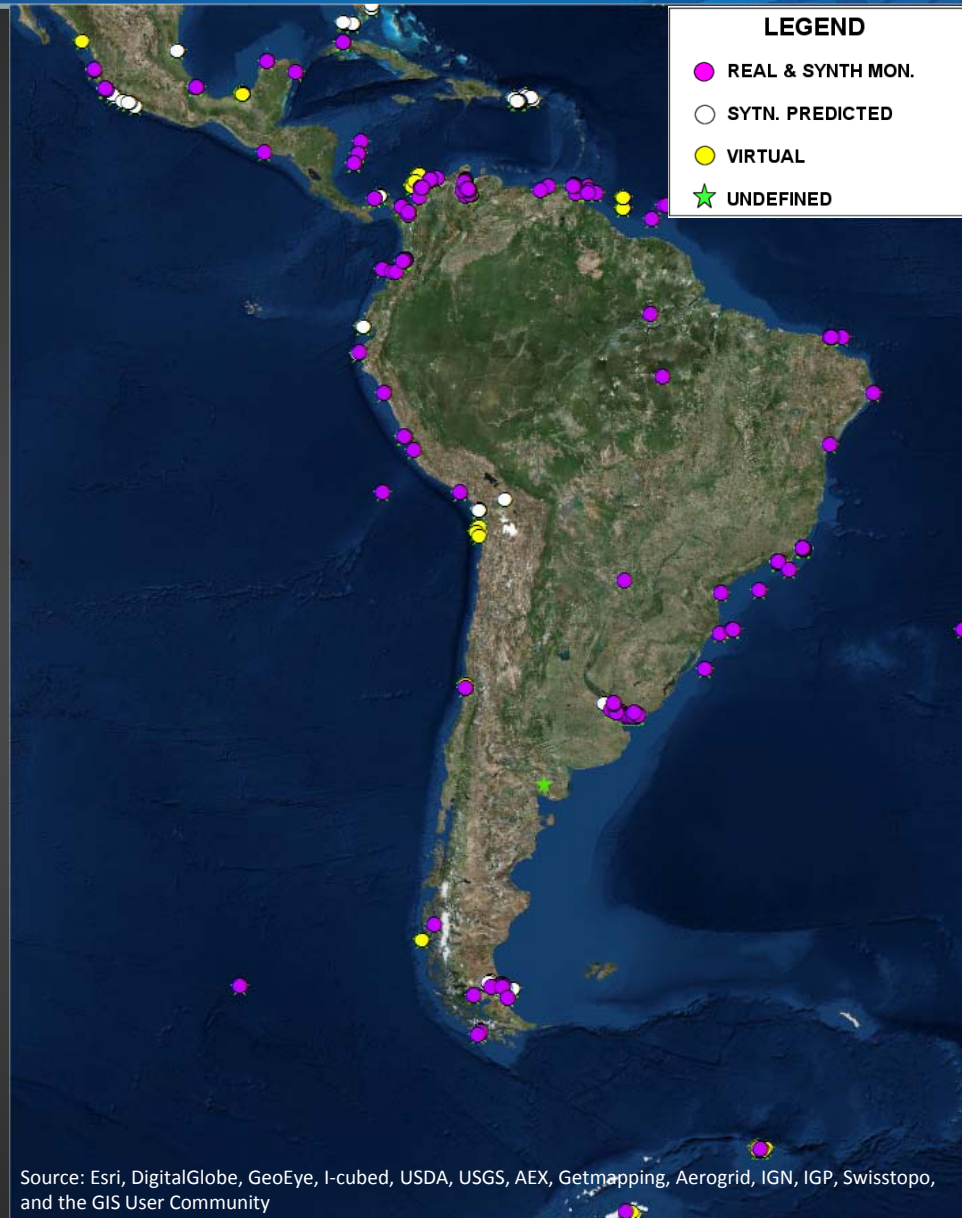 LEGEND
REAL & SYNTH MON.
SYTN. PREDICTED
VIRTUAL
UNDEFINED
Source: Esri, DigitalGlobe, GeoEye, I-cubed, USDA, USGS, AEX, Getmapping, Aerogrid, IGN, IGP, Swisstopo,
and the GIS User Community